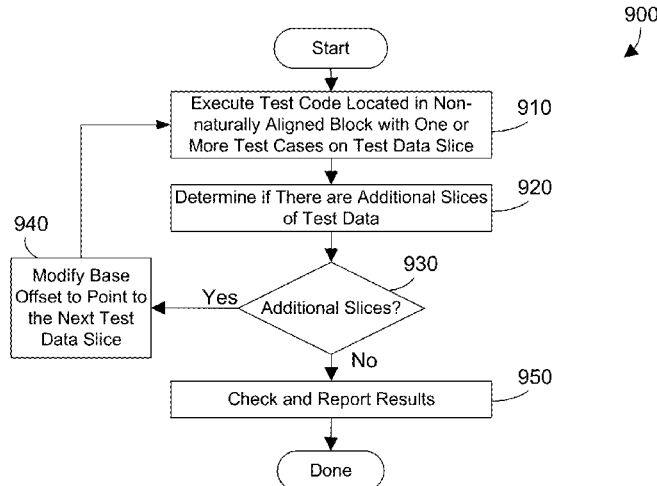 900
Start
Execute Test Code Located in Non-
naturally Aligned Block with One or
More Test Cases on Test Data Slice
910
Determine if There are Additional Slices
of Test Data
920
940
Modify Base
Offset to Point to
the Next Test
Data Slice
Yes
Additional Slices?
930
No
Check and Report Results
950
Done